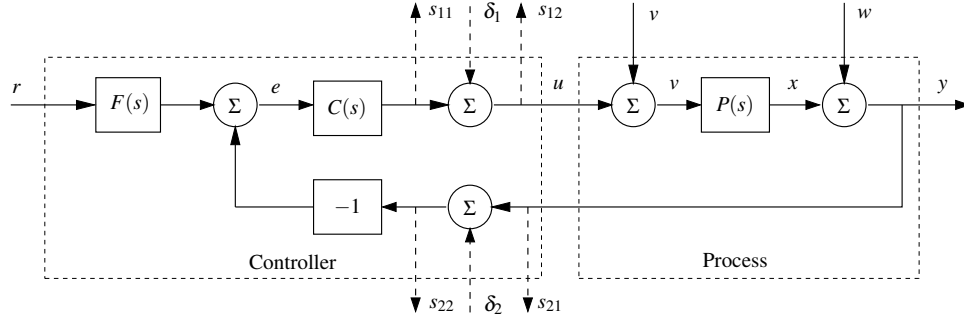 s11 δ1 s12 v w
r F(s) Σ e C(s) Σ u Σ v P(s) x Σ y
−1 Σ
Controller Process
s22 δ2 s21